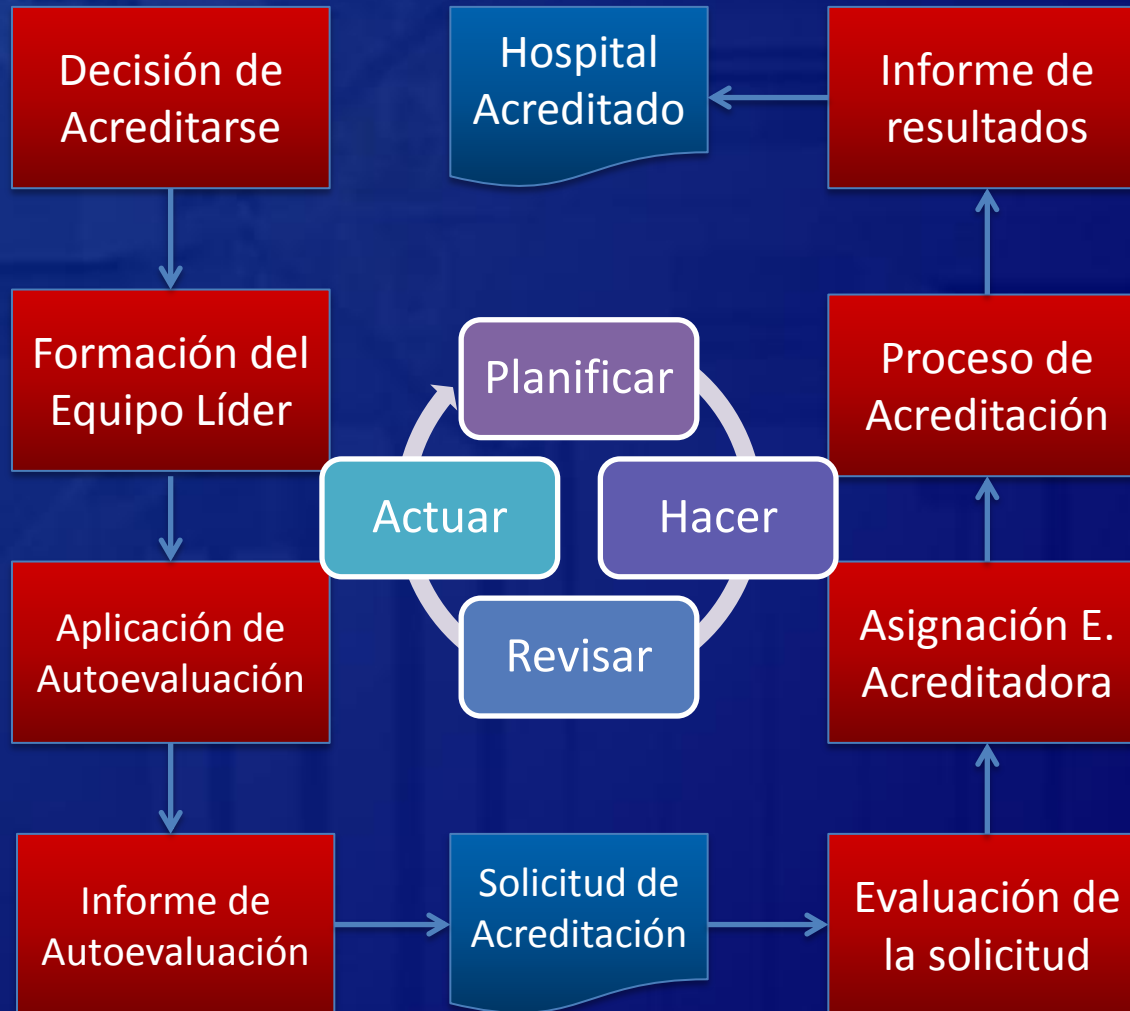 Decisión de
Acreditarse
Hospital
Acreditado
Informe de
resultados
Formación del
Equipo Líder
Planificar
Proceso de
Acreditación
Actuar
Hacer
Aplicación de
Autoevaluación
Revisar
Asignación E.
Acreditadora
Informe de
Autoevaluación
Solicitud de
Acreditación
Evaluación de
la solicitud